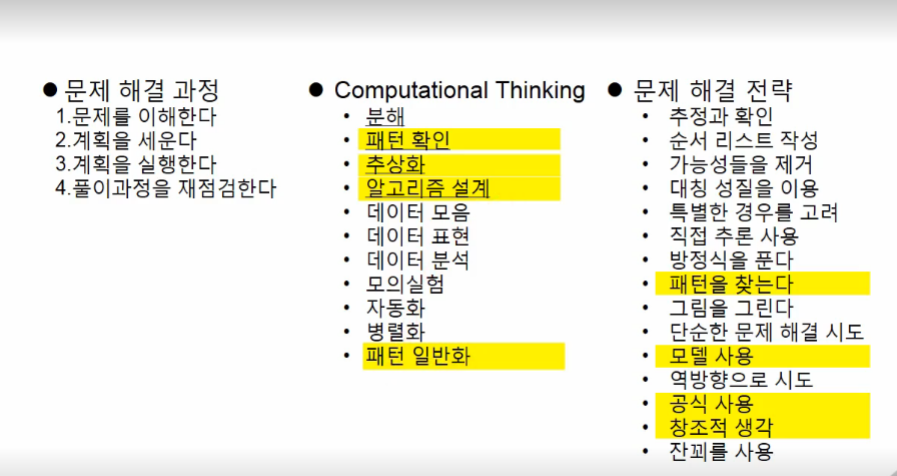 ● 문제 해결 과정
1.문제를 이해한다
2.계획을 세운다
3.계획을 실행한다
4.풀이과정을 재점검한다
● Computational Thinking
• 분해
• 패턴 확인
• 추상화
• 알고리즘 설계
• 데이터 모음
• 데이터 표현
• 데이터 분석
• 모의실험
• 자동화
• 병렬화
• 패턴 일반화
● 문제 해결 전략
• 추정과 확인
• 순서 리스트 작성
• 가능성들을 제거
• 대칭 성질을 이용
• 특별한 경우를 고려
• 직접 추론 사용
• 방정식을 푼다
• 패턴을 찾는다
• 그림을 그린다
• 단순한 문제 해결 시도
• 모델 사용
• 역방향으로 시도
• 공식 사용
• 창조적 생각
• 잔꾀를 사용